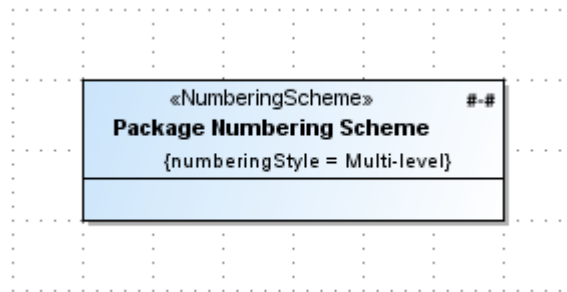 «NumberingScheme» #-#
Package Numbering Scheme
{numberingStyle = Multi-level}